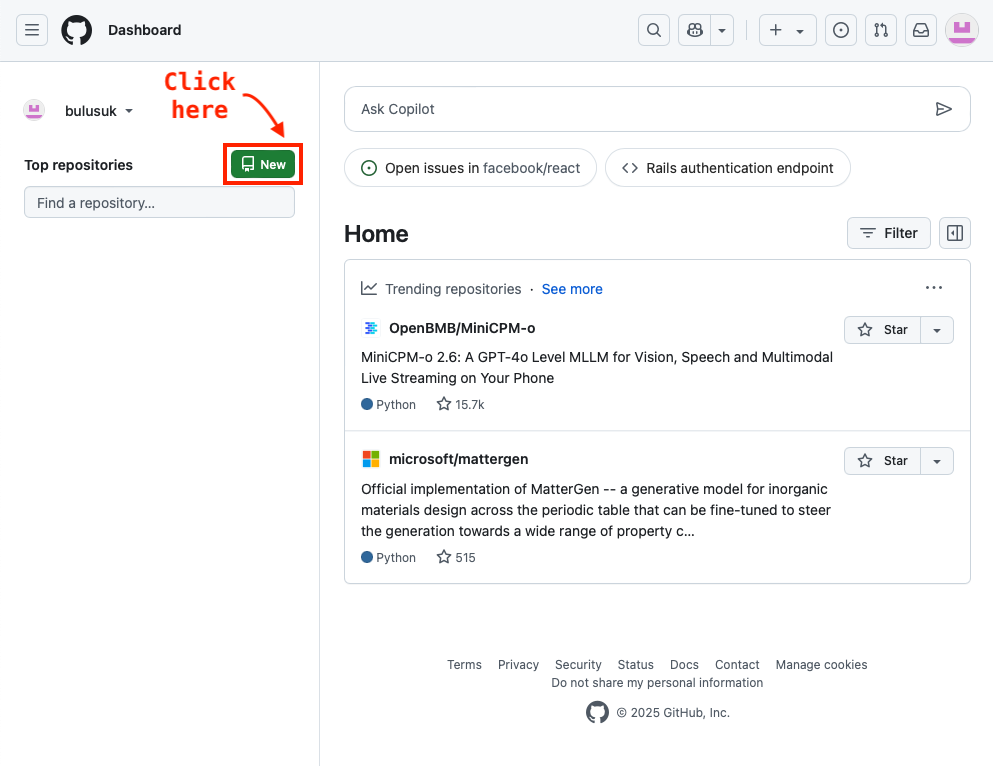 Dashboard
Click
here
bulusuk
Top repositories
New
Find a repository...
Ask Copilot
Open issues in facebook/react
Rails authentication endpoint
Home
Filter
Trending repositories · See more
OpenBMB/MiniCPM-o
Star
MiniCPM-o 2.6: A GPT-4o Level MLLM for Vision, Speech and Multimodal
Live Streaming on Your Phone
Python
15.7k
microsoft/mattergen
Star
Official implementation of MatterGen -- a generative model for inorganic
materials design across the periodic table that can be fine-tuned to steer
the generation towards a wide range of property c...
Python
515
Terms Privacy Security Status Docs Contact Manage cookies
Do not share my personal information
© 2025 GitHub, Inc.